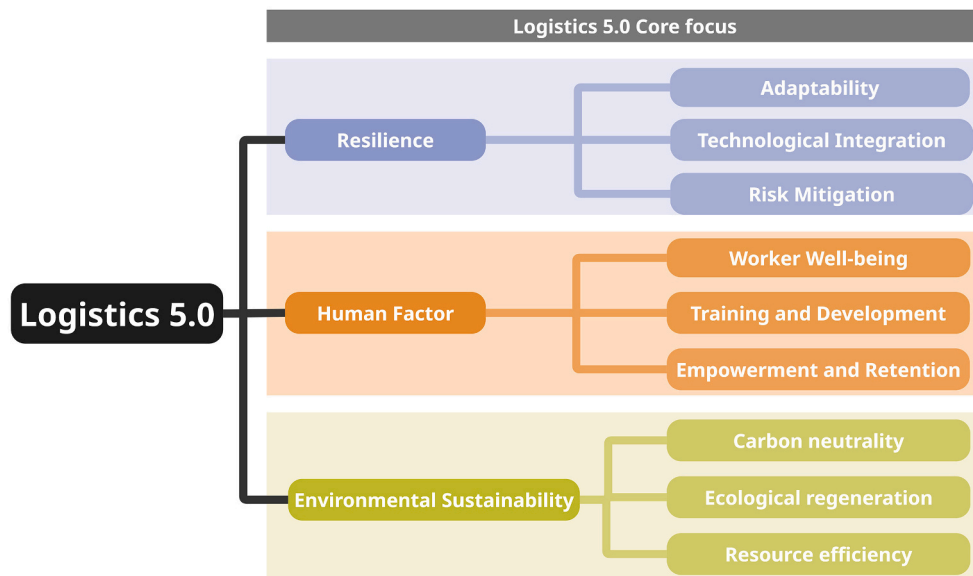 Logistics 5.0 Core focus
Logistics 5.0
Resilience
Adaptability
Technological Integration
Risk Mitigation
Human Factor
Worker Well-being
Training and Development
Empowerment and Retention
Environmental Sustainability
Carbon neutrality
Ecological regeneration
Resource efficiency